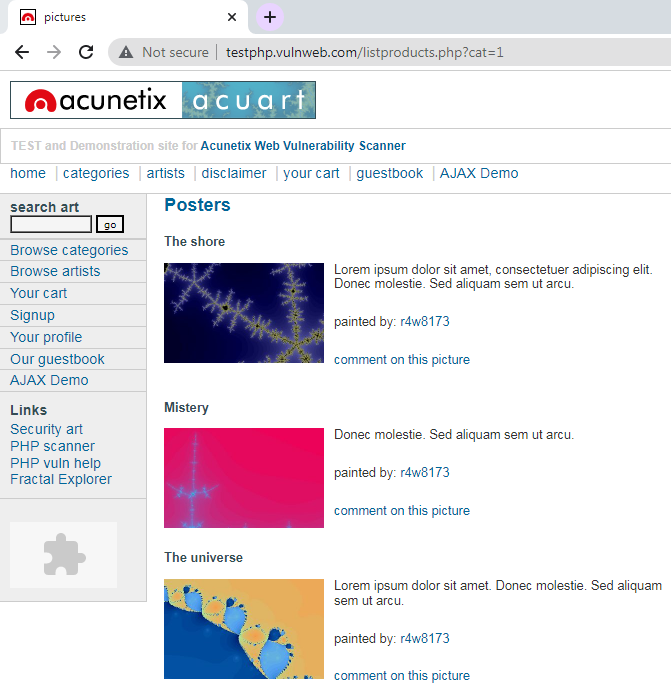 pictures
Not secure testphp.vulnweb.com/listproducts.php?cat=1
acunetix acuart
TEST and Demonstration site for Acunetix Web Vulnerability Scanner
home | categories | artists | disclaimer | your cart | guestbook | AJAX Demo
search art
go
Browse categories
Browse artists
Your cart
Signup
Your profile
Our guestbook
AJAX Demo
Links
Security art
PHP scanner
PHP vuln help
Fractal Explorer
Posters
The shore
Lorem ipsum dolor sit amet, consectetuer adipiscing elit.
Donec molestie. Sed aliquam sem ut arcu.
painted by: r4w8173
comment on this picture
Mistery
Donec molestie. Sed aliquam sem ut arcu.
painted by: r4w8173
comment on this picture
The universe
Lorem ipsum dolor sit amet. Donec molestie. Sed aliquam
sem ut arcu.
painted by: r4w8173
comment on this picture